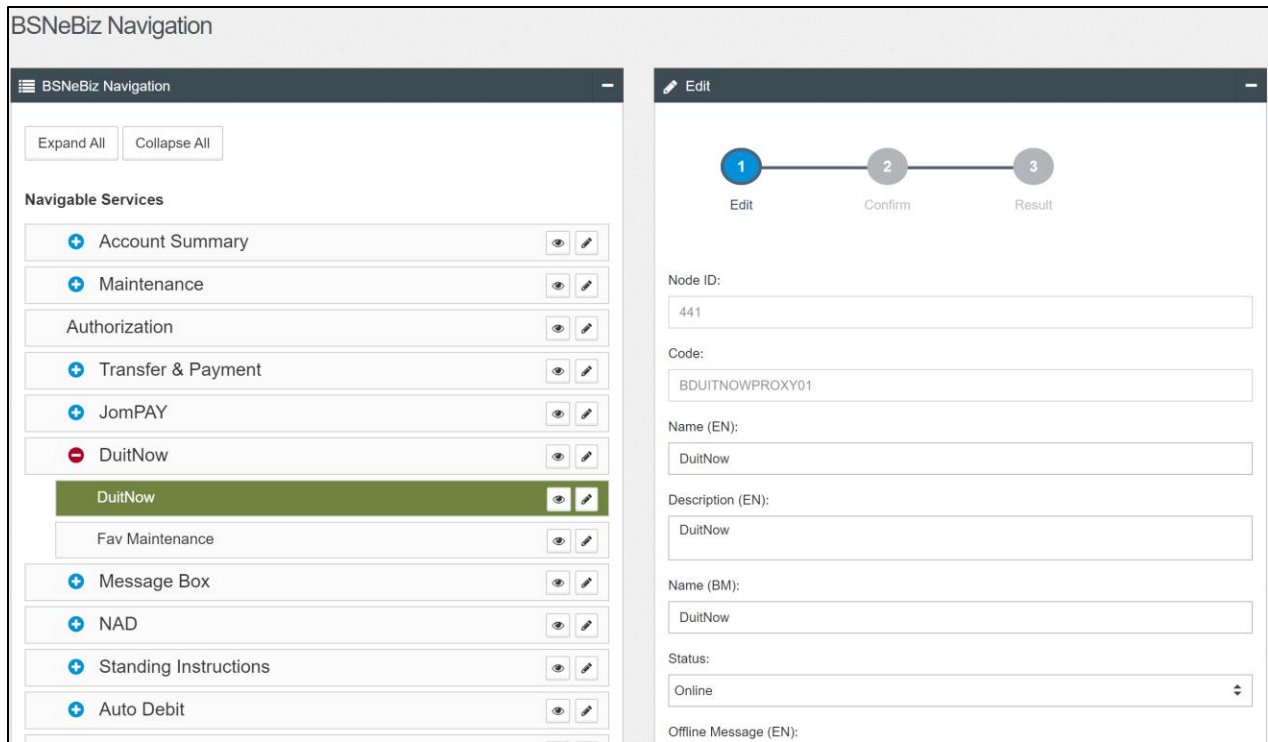 BSNeBiz Navigation
BSNeBiz Navigation
Expand All
Collapse All
Navigable Services
Account Summary
Maintenance
Authorization
Transfer & Payment
JomPAY
DuitNow
DuitNow
Fav Maintenance
Message Box
NAD
Standing Instructions
Auto Debit
Edit
1
2
3
Edit
Confirm
Result
Node ID:
441
Code:
BDUITNOWPROXY01
Name (EN):
DuitNow
Description (EN):
DuitNow
Name (BM):
DuitNow
Status:
Online
Offline Message (EN):